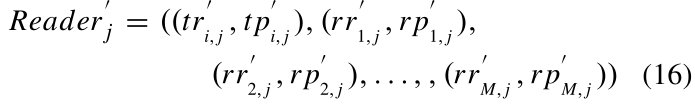 Reader′_j = ((tr′_{i,j}, tp′_{i,j}), (rr′_{1,j}, rp′_{1,j}),
(rr′_{2,j}, rp′_{2,j}), . . . , , (rr′_{M,j}, rp′_{M,j})) (16)